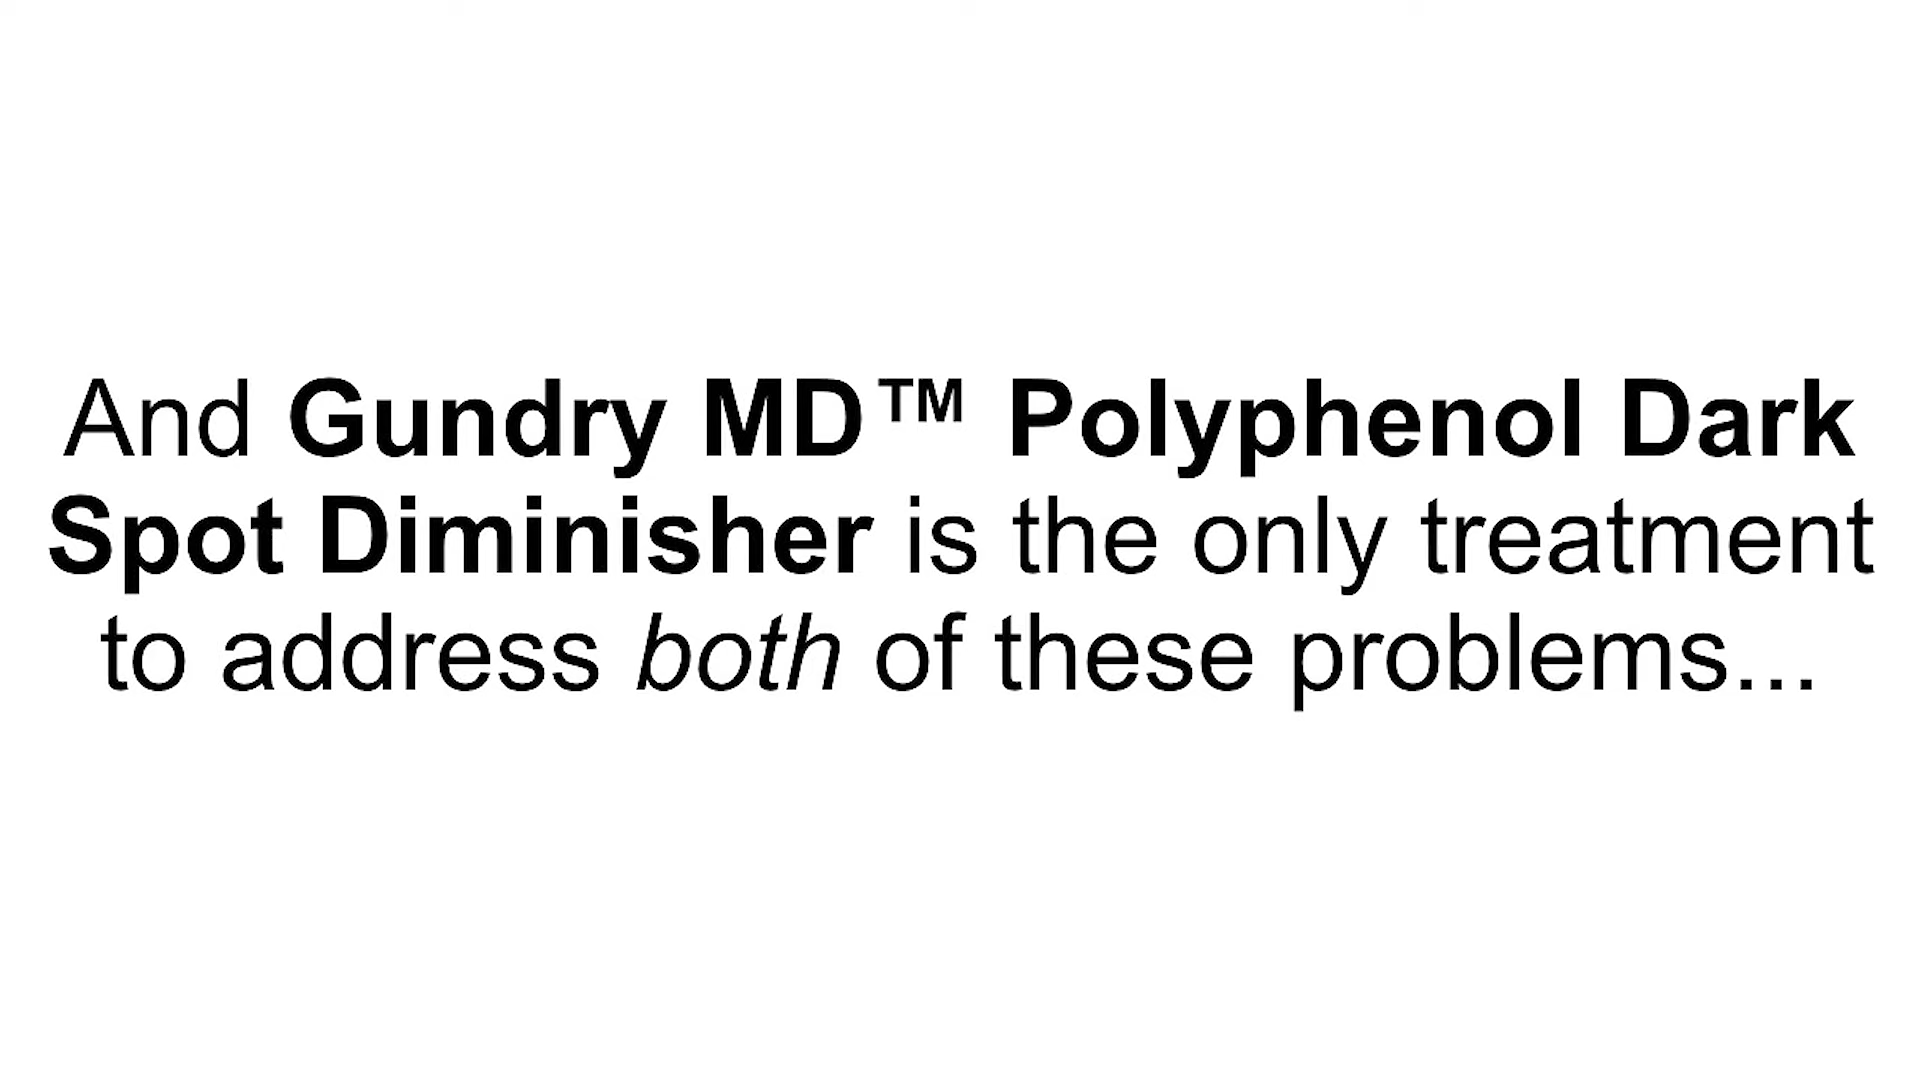 And Gundry MD™ Polyphenol Dark
Spot Diminisher is the only treatment
to address both of these problems...